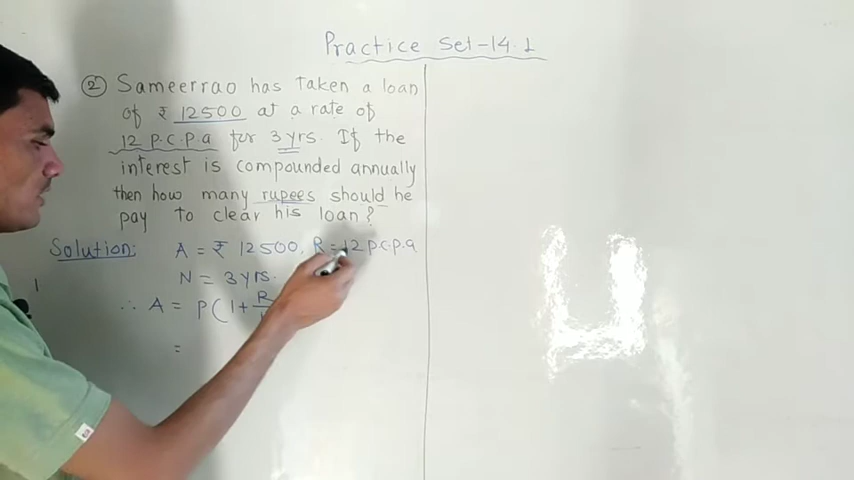 Practice Set-14.1
② Sameerrao has taken a loan
of ₹ 12500 at a rate of
12 P.C.P.a for 3 yrs. If the
interest is compounded annually
then how many rupees should he
pay to clear his loan?
Solution A = ₹ 12500, R = 12 p.c.p.a
N = 3 yrs.
∴ A = P(1+ R
=